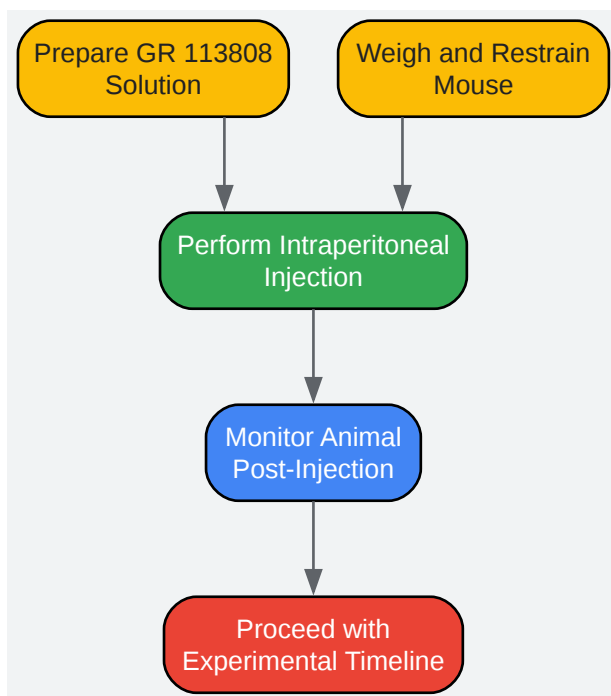 Prepare GR 113808
Solution
Weigh and Restrain
Mouse
Perform Intraperitoneal
Injection
Monitor Animal
Post-Injection
Proceed with
Experimental Timeline